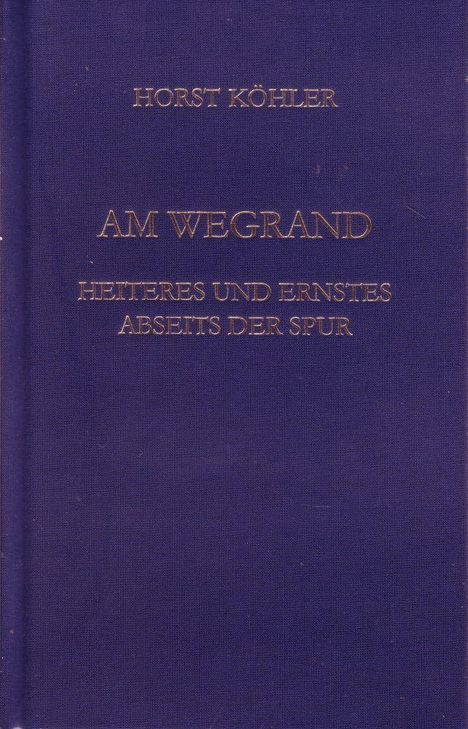 HORST KÖHLER
AM WEGRAND
HEITERES UND ERNSTES
ABSEITS DER SPUR